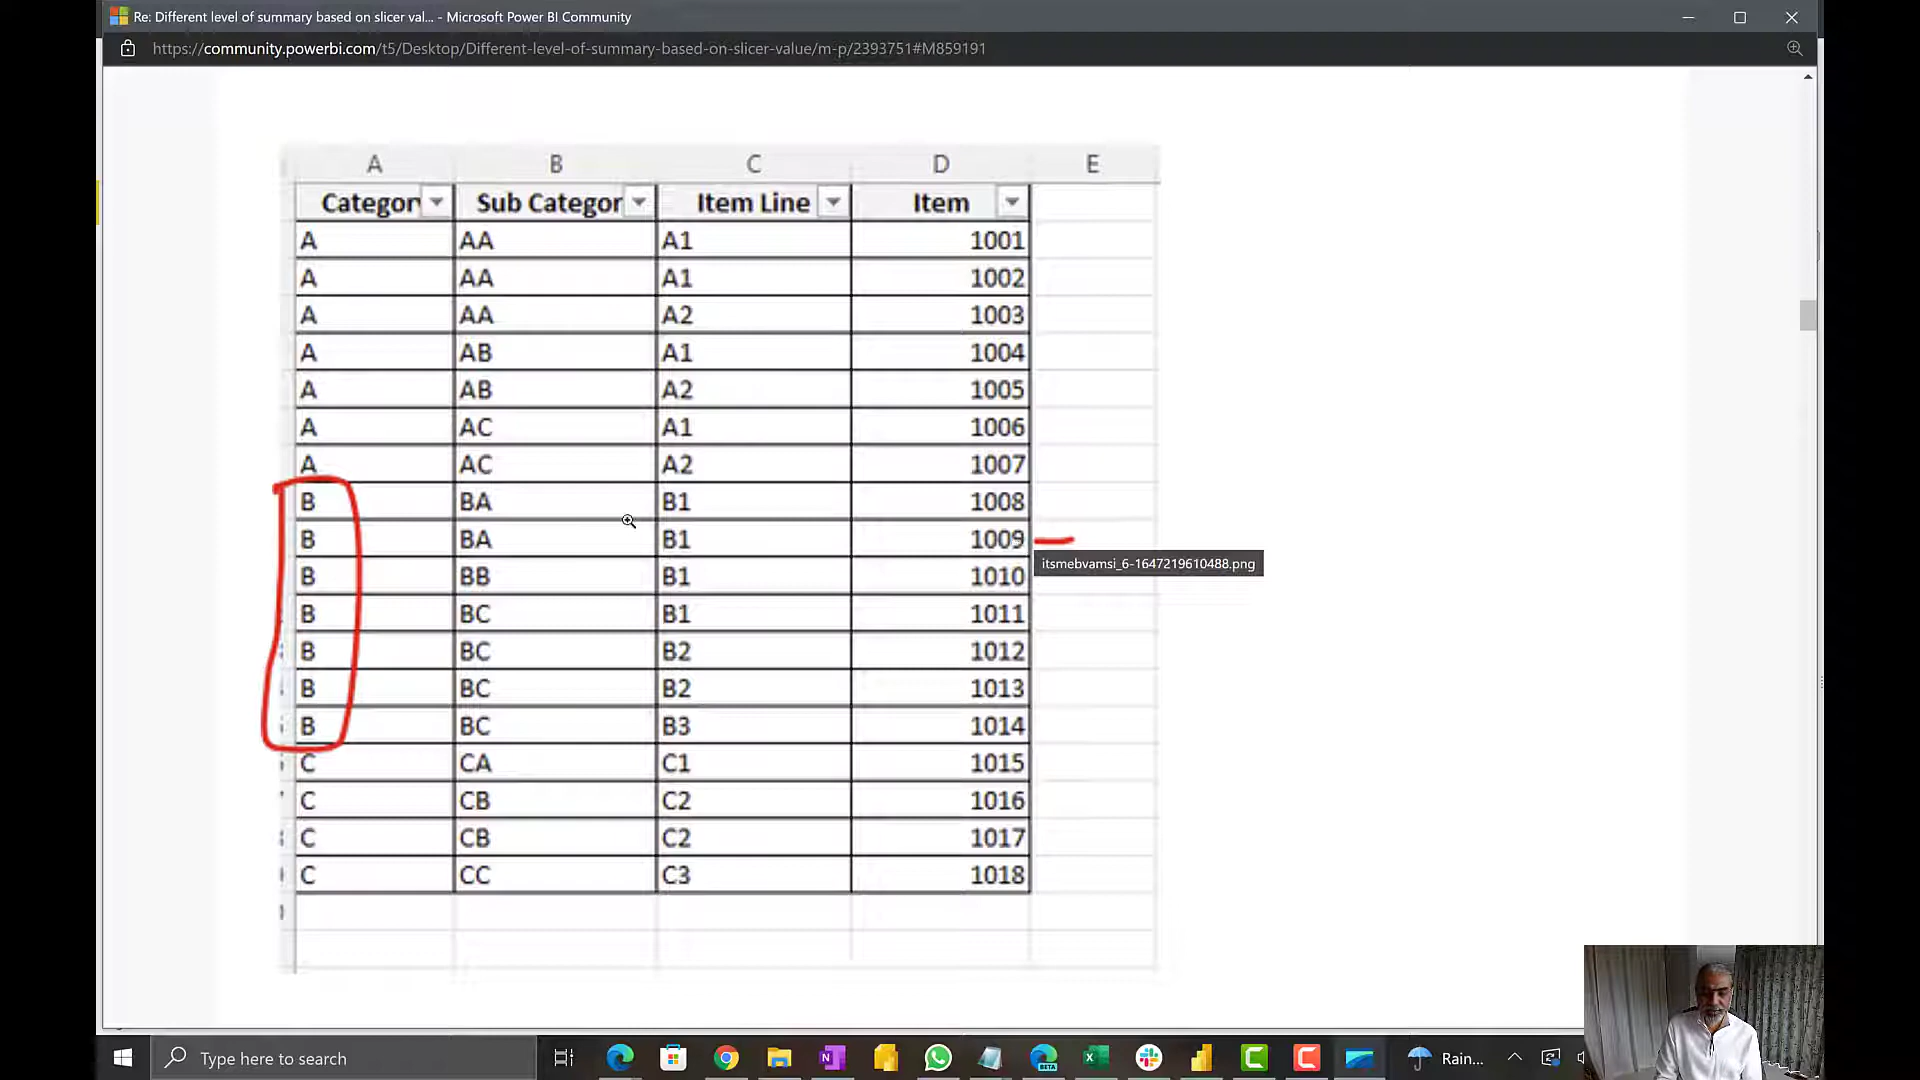 Re: Different level of summary based on slicer val... - Microsoft Power BI Community
https://community.powerbi.com/t5/Desktop/Different-level-of-summary-based-on-slicer-value/m-p/2393751#M859191
A B C D E
Categor Sub Categor Item Line Item
A AA A1 1001
A AA A1 1002
A AA A2 1003
A AB A1 1004
A AB A2 1005
A AC A1 1006
A AC A2 1007
B BA B1 1008
B BA B1 1009
itsmebvamsi_6-1647219610488.png
B BB B1 1010
B BC B1 1011
B BC B2 1012
B BC B2 1013
B BC B3 1014
C CA C1 1015
C CB C2 1016
C CB C2 1017
C CC C3 1018
Type here to search
Rain...